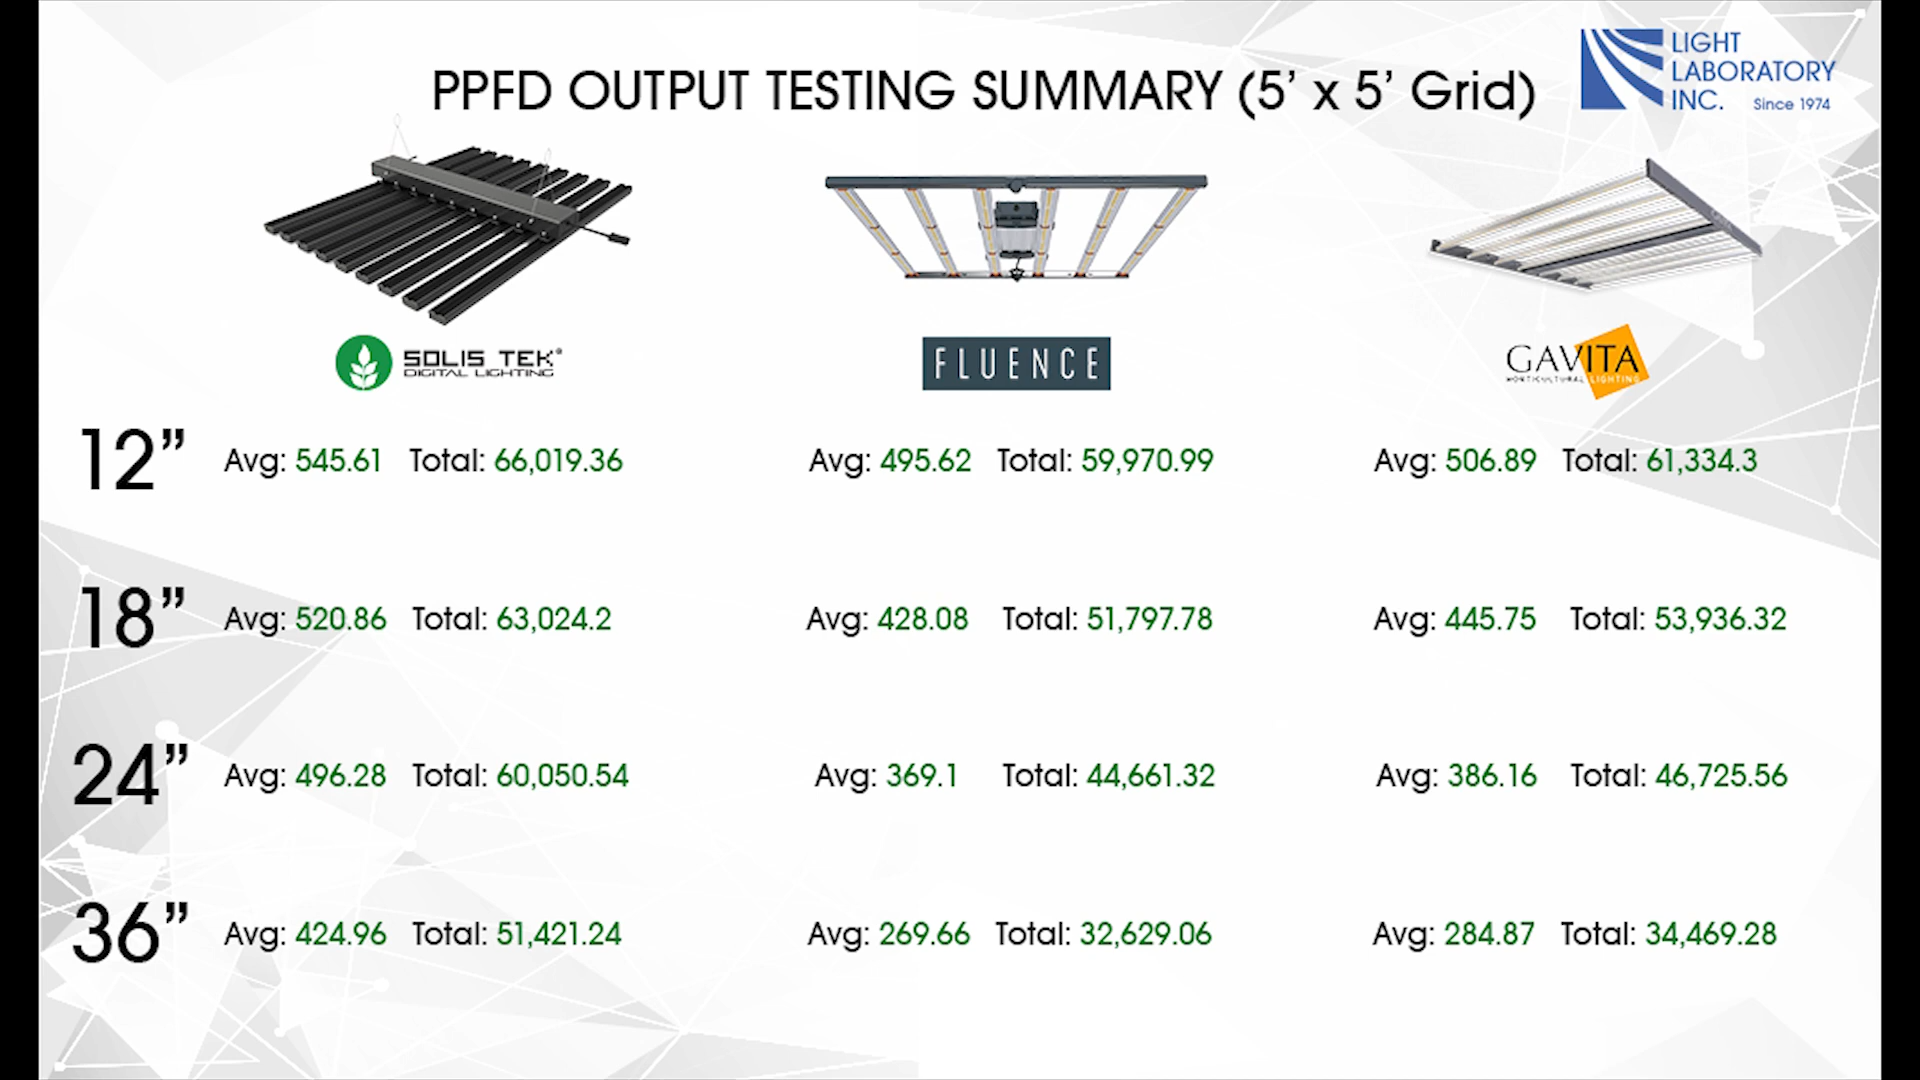 PPFD OUTPUT TESTING SUMMARY (5’ x 5’ Grid)
LIGHT
LABORATORY
INC. Since 1974
SOLIS TEK®
DIGITAL LIGHTING
FLUENCE
GAVITA
HORTICULTURAL LIGHTING
12” Avg: 545.61 Total: 66,019.36 Avg: 495.62 Total: 59,970.99 Avg: 506.89 Total: 61,334.3
18” Avg: 520.86 Total: 63,024.2 Avg: 428.08 Total: 51,797.78 Avg: 445.75 Total: 53,936.32
24” Avg: 496.28 Total: 60,050.54 Avg: 369.1 Total: 44,661.32 Avg: 386.16 Total: 46,725.56
36” Avg: 424.96 Total: 51,421.24 Avg: 269.66 Total: 32,629.06 Avg: 284.87 Total: 34,469.28